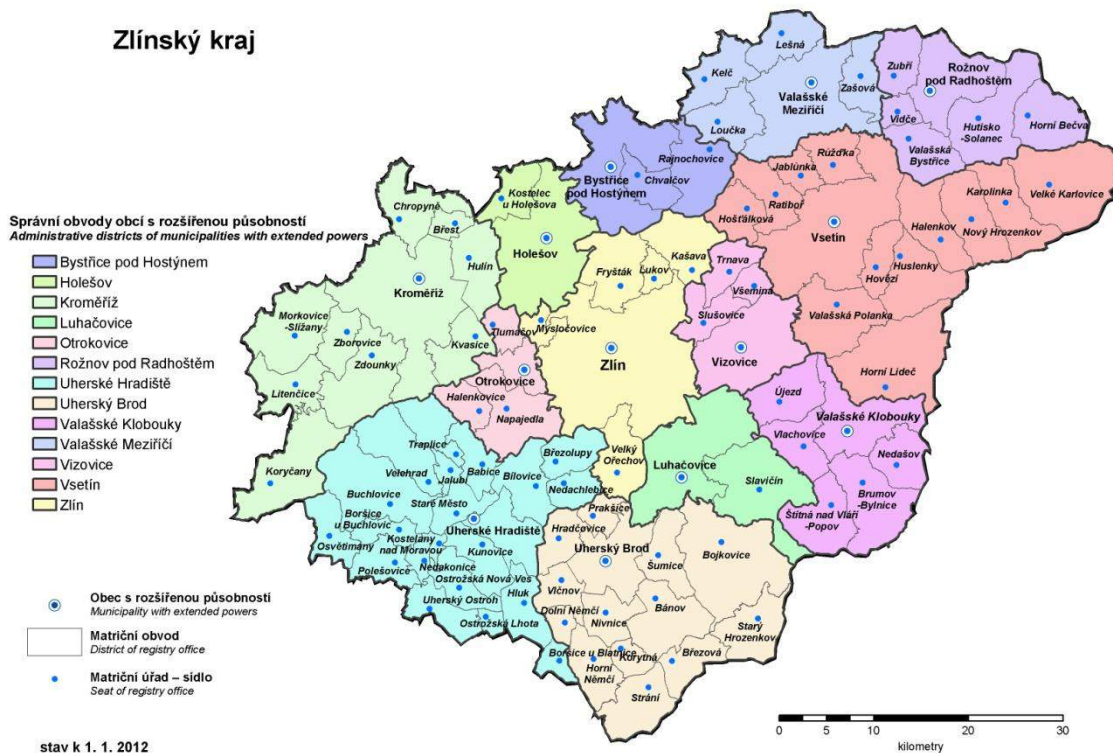 Zlínský kraj
Správní obvody obcí s rozšířenou působností
Administrative districts of municipalities with extended powers
Bystřice pod Hostýnem
Holešov
Kroměříž
Luhačovice
Otrokovice
Rožnov pod Radhoštěm
Uherské Hradiště
Uherský Brod
Valašské Klobouky
Valašské Meziříčí
Vizovice
Vsetín
Zlín
Obec s rozšířenou působností
Municipality with extended powers
Matriční obvod
District of registry office
Matriční úřad – sídlo
Seat of registry office
stav k 1. 1. 2012
Lešná
Kelč
Zašová
Valašské
Meziříčí
Loučka
Zubří
Rožnov
pod Radhoštěm
Vidče
Hutisko
-Solanec
Horní Bečva
Valašská
Bystřice
Rajnochovice
Bystřice
pod Hostýnem
Chvalčov
Kostelec
u Holešova
Holešov
Chropyně
Břest
Hulín
Kroměříž
Morkovice
-Slížany
Zborovice
Zdounky
Kvasice
Litenčice
Koryčany
Růžďka
Jablůnka
Ratiboř
Hošťálková
Vsetín
Karolinka
Velké Karlovice
Halenkov
Nový Hrozenkov
Huslenky
Hovězí
Valašská Polanka
Horní Lideč
Kašava
Fryšták
Lukov
Mysločovice
Zlín
Velký
Ořechov
Trnava
Všemina
Slušovice
Vizovice
Tlumačov
Otrokovice
Halenkovice
Napajedla
Újezd
Valašské Klobouky
Vlachovice
Nedašov
Brumov
-Bylnice
Štítná nad Vláří
-Popov
Luhačovice
Slavičín
Traplice
Babice
Březolupy
Velehrad
Jalubí
Bílovice
Nedachlebice
Buchlovice
Staré Město
Boršice
u Buchlovic
Uherské Hradiště
Osvětimany
Kostelany
nad Moravou
Kunovice
Polešovice
Nedakonice
Ostrožská Nová Ves
Uherský Ostroh
Hluk
Ostrožská Lhota
Boršice u Blatnice
Prakšice
Hradčovice
Uherský Brod
Šumice
Bojkovice
Vlčnov
Bánov
Dolní Němčí
Nivnice
Starý
Hrozenkov
Korytná
Horní
Němčí
Březová
Strání
0 5 10 20 30
kilometry